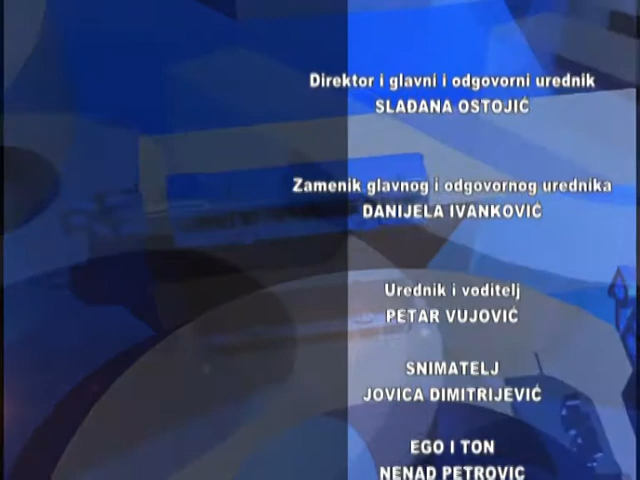 Direktor i glavni i odgovorni urednik
SLAĐANA OSTOJIĆ
Zamenik glavnog i odgovornog urednika
DANIJELA IVANKOVIĆ
Urednik i voditelj
PETAR VUJOVIĆ
SNIMATELJ
JOVICA DIMITRIJEVIĆ
EGO I TON
NENAD PETROVIC